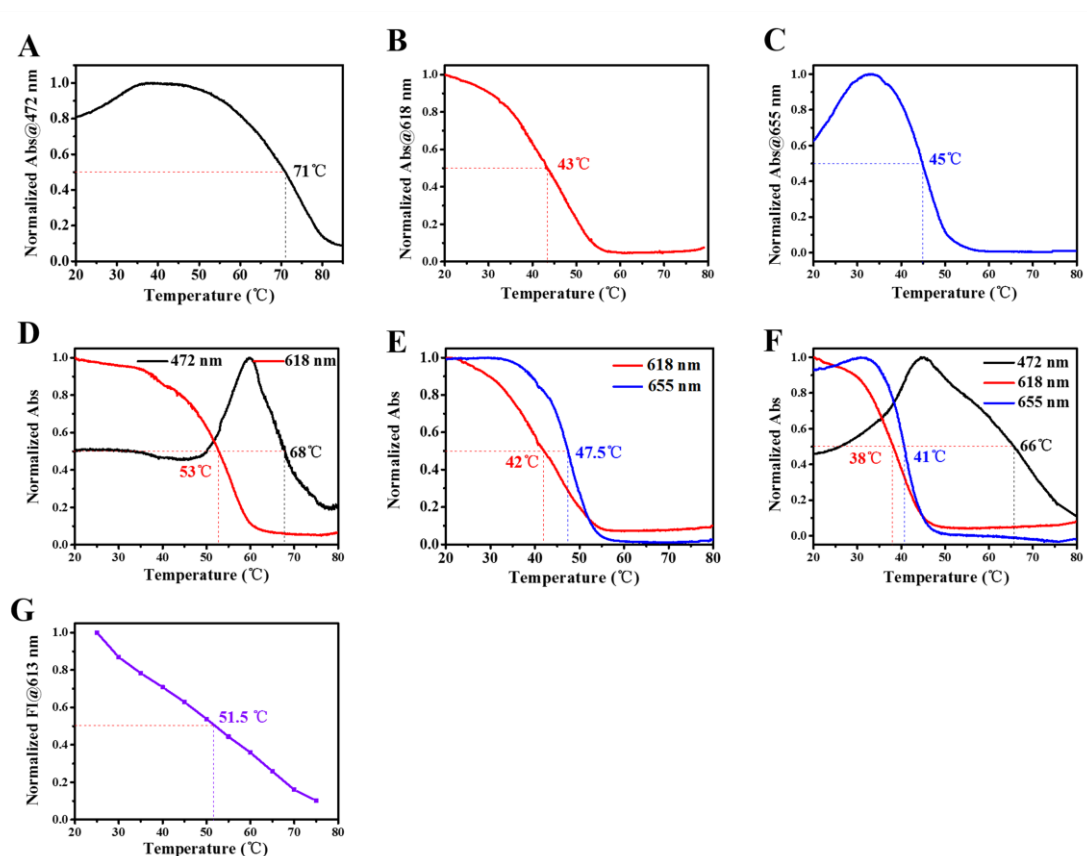 A
Normalized Abs@472 nm
1.0
0.8
0.6
0.4
0.2
0.0
71℃
20 30 40 50 60 70 80
Temperature (℃)
B
Normalized Abs@618 nm
1.0
0.8
0.6
0.4
0.2
0.0
43℃
20 30 40 50 60 70 80
Temperature (℃)
C
Normalized Abs@655 nm
1.0
0.8
0.6
0.4
0.2
0.0
45℃
20 30 40 50 60 70 80
Temperature (℃)
D
Normalized Abs
472 nm 618 nm
1.0
0.8
0.6
0.4
0.2
0.0
53℃
68℃
20 30 40 50 60 70 80
Temperature (℃)
E
Normalized Abs
618 nm
655 nm
1.0
0.8
0.6
0.4
0.2
0.0
42℃
47.5℃
20 30 40 50 60 70 80
Temperature (℃)
F
Normalized Abs
472 nm
618 nm
655 nm
1.0
0.8
0.6
0.4
0.2
0.0
38℃
41℃
66℃
20 30 40 50 60 70 80
Temperature (℃)
G
Normalized FI@613 nm
1.0
0.8
0.6
0.4
0.2
0.0
51.5 ℃
20 30 40 50 60 70 80
Temperature (℃)